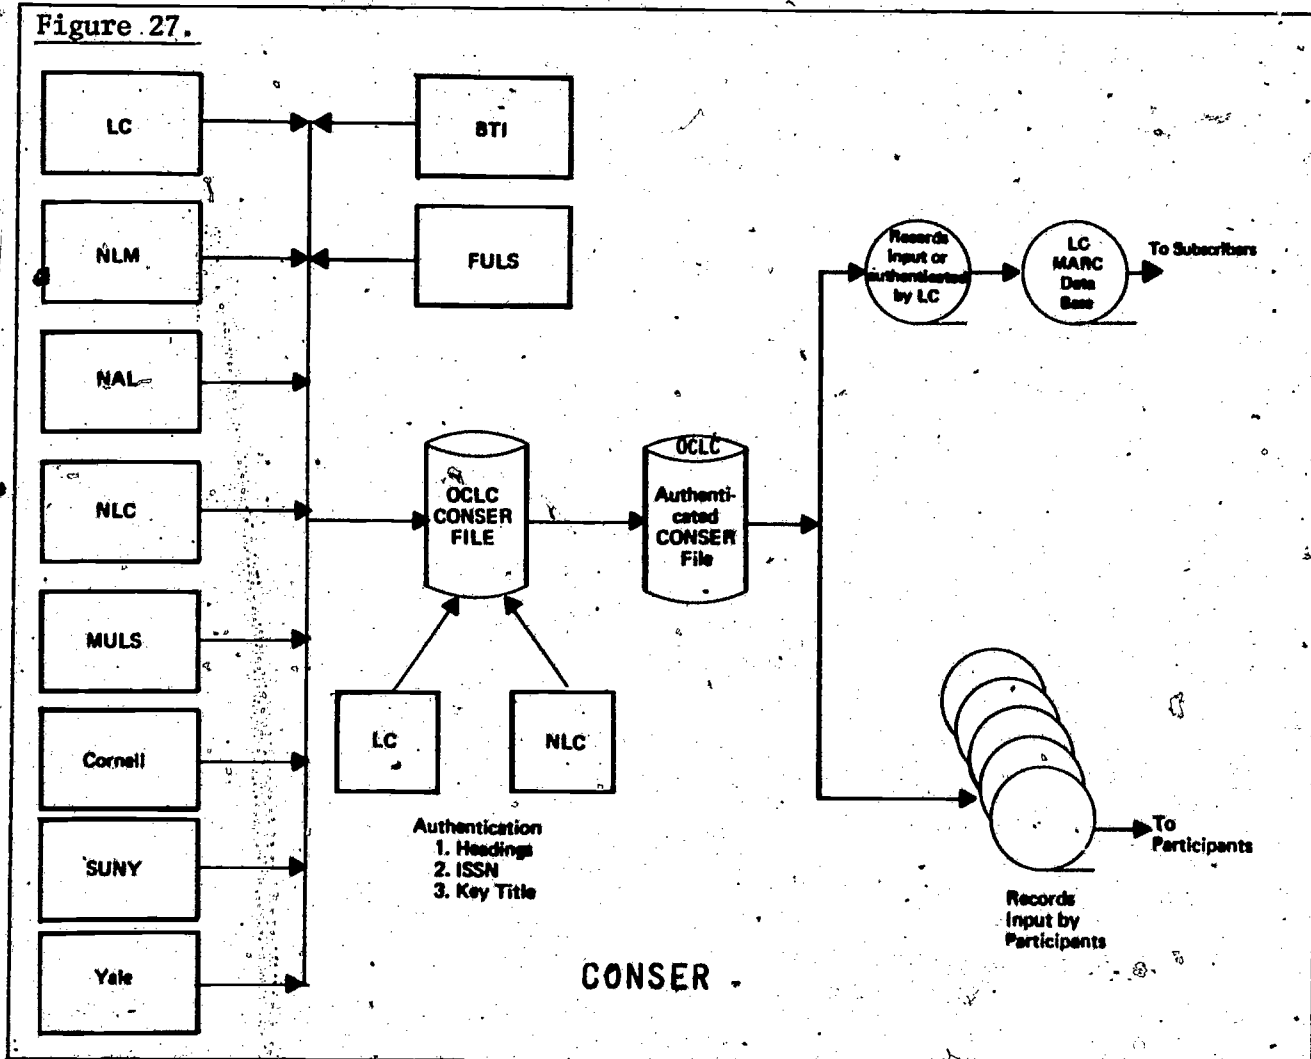 Figure 27.
LC
BTI
NLM
FULS
NAL
NLC
MULS
Cornell
SUNY
Yale
OCLC
CONSER
FILE
OCLC
Authenti-
cated
CONSER
File
LC
NLC
Authentication
1. Headings
2. ISSN
3. Key Title
Records
Input or
authenticated
by LC
LC
MARC
Data
Base
To Subscribers
To
Participants
Records
Input by
Participants
CONSER